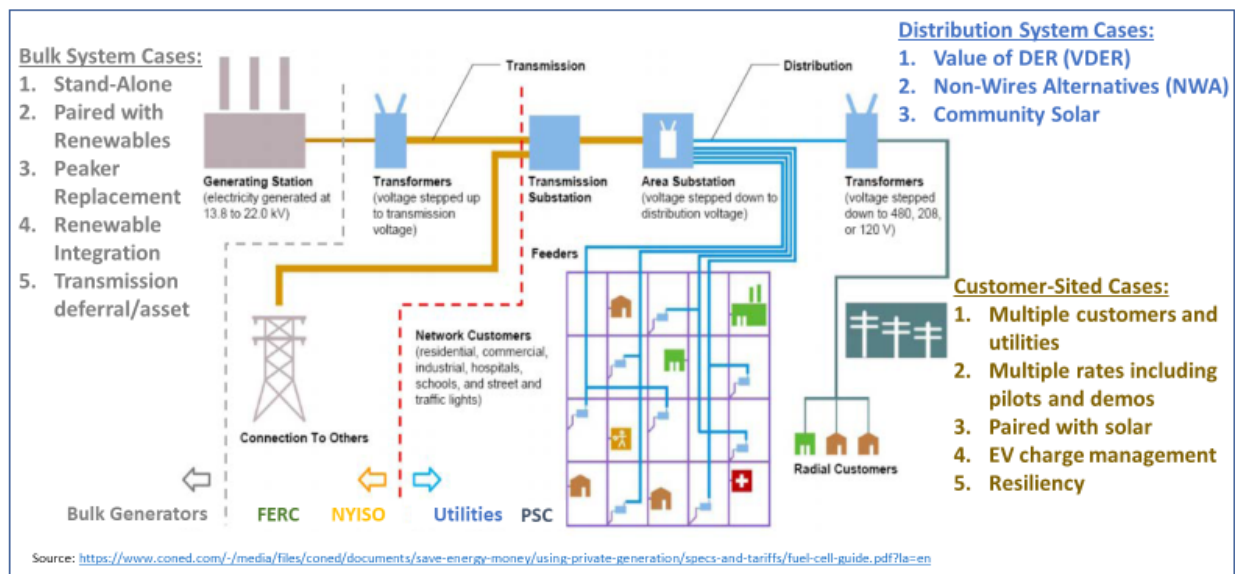 Bulk System Cases:
1. Stand-Alone
2. Paired with
Renewables
3. Peaker
Replacement
4. Renewable
Integration
5. Transmission
deferral/asset
Transmission
Distribution
Distribution System Cases:
1. Value of DER (VDER)
2. Non-Wires Alternatives (NWA)
3. Community Solar
Generating Station
(electricity generated at
13.8 to 22.0 kV)
Transformers
(voltage stepped up
to transmission
voltage)
Transmission
Substation
Area Substation
(voltage stepped down to
distribution voltage)
Transformers
(voltage stepped
down to 480, 208,
or 120 V)
Feeders
Network Customers
(residential, commercial,
industrial, hospitals,
schools, and street and
traffic lights)
Connection To Others
Radial Customers
Customer-Sited Cases:
1. Multiple customers and
utilities
2. Multiple rates including
pilots and demos
3. Paired with solar
4. EV charge management
5. Resiliency
Bulk Generators FERC NYISO Utilities PSC
Source: https://www.coned.com/-/media/files/coned/documents/save-energy-money/using-private-generation/specs-and-tariffs/fuel-cell-guide.pdf?la=en